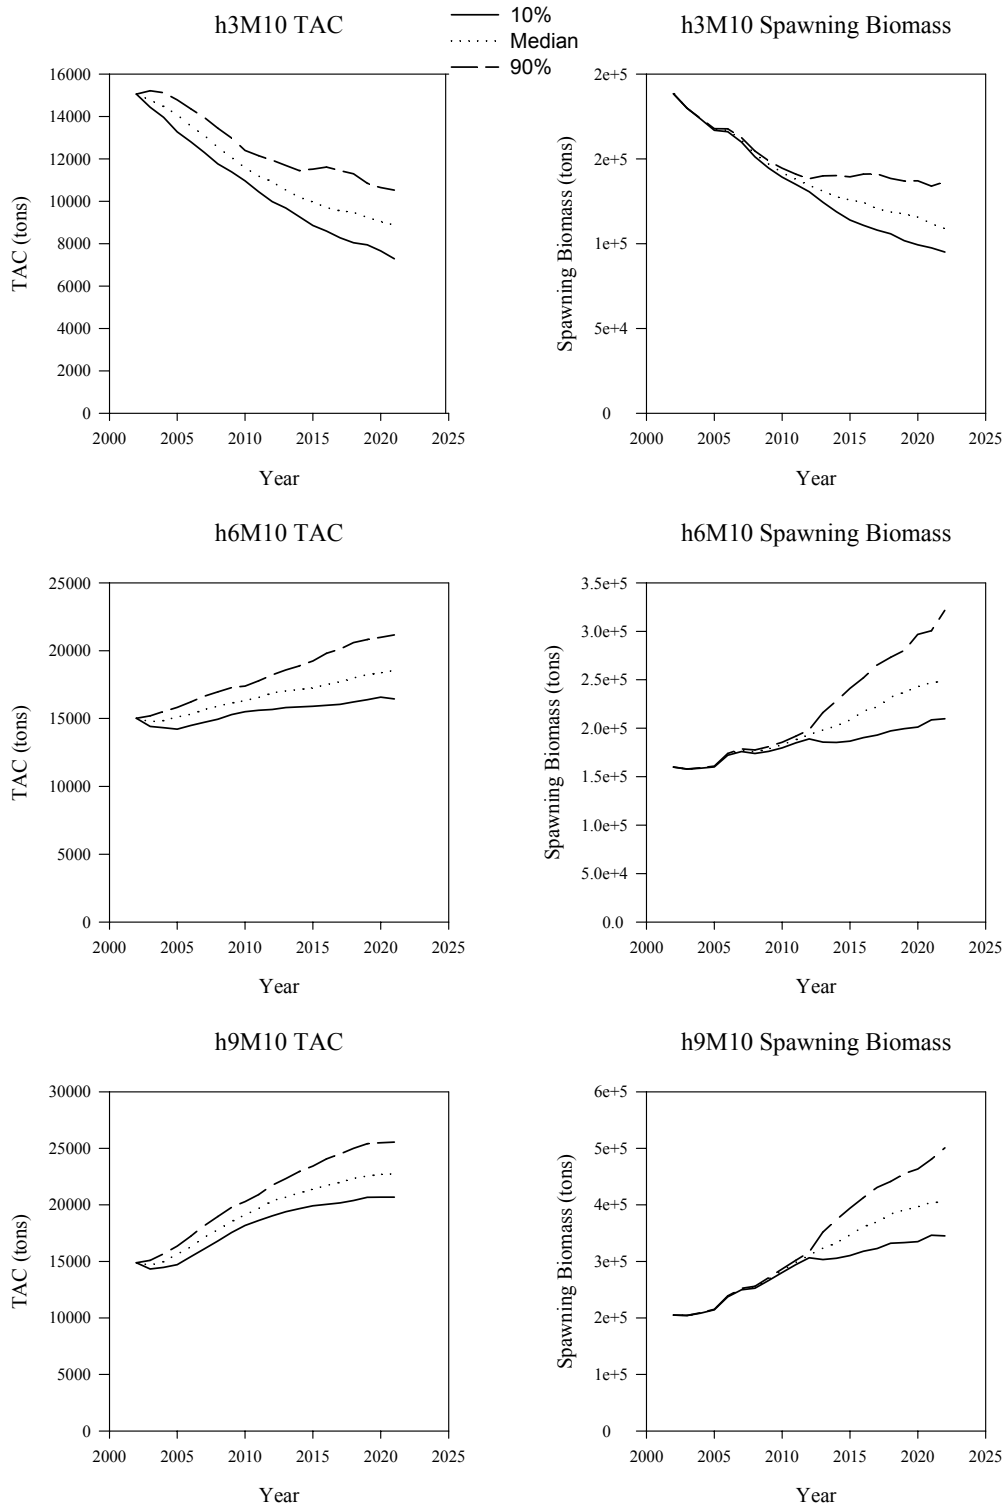 h3M10 TAC
10%
Median
90%
h3M10 Spawning Biomass
TAC (tons)
16000
14000
12000
10000
8000
6000
4000
2000
0
2000 2005 2010 2015 2020 2025
Year
Spawning Biomass (tons)
2e+5
2e+5
1e+5
5e+4
0
2000 2005 2010 2015 2020 2025
Year
h6M10 TAC
TAC (tons)
25000
20000
15000
10000
5000
0
2000 2005 2010 2015 2020 2025
Year
h6M10 Spawning Biomass
Spawning Biomass (tons)
3.5e+5
3.0e+5
2.5e+5
2.0e+5
1.5e+5
1.0e+5
5.0e+4
0.0
2000 2005 2010 2015 2020 2025
Year
h9M10 TAC
TAC (tons)
30000
25000
20000
15000
10000
5000
0
2000 2005 2010 2015 2020 2025
Year
h9M10 Spawning Biomass
Spawning Biomass (tons)
6e+5
5e+5
4e+5
3e+5
2e+5
1e+5
0
2000 2005 2010 2015 2020 2025
Year